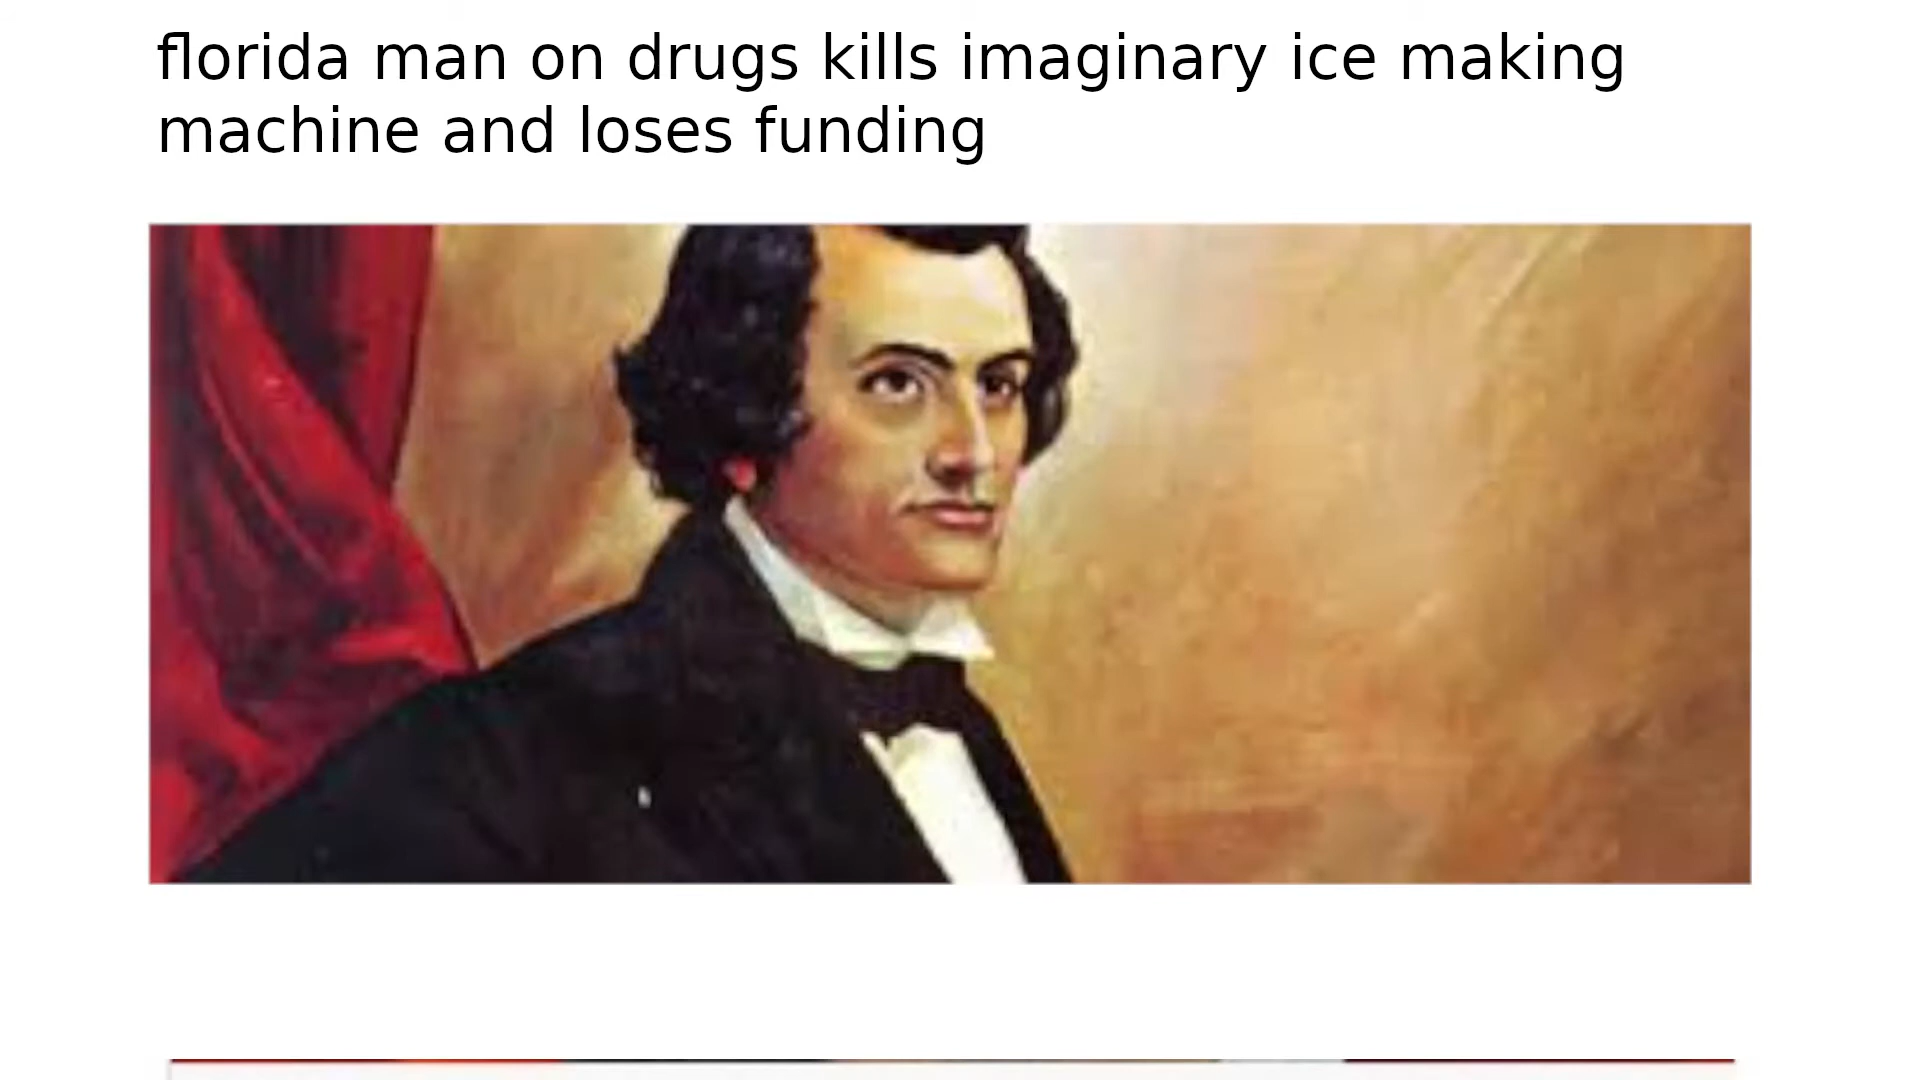 florida man on drugs kills imaginary ice making
machine and loses funding